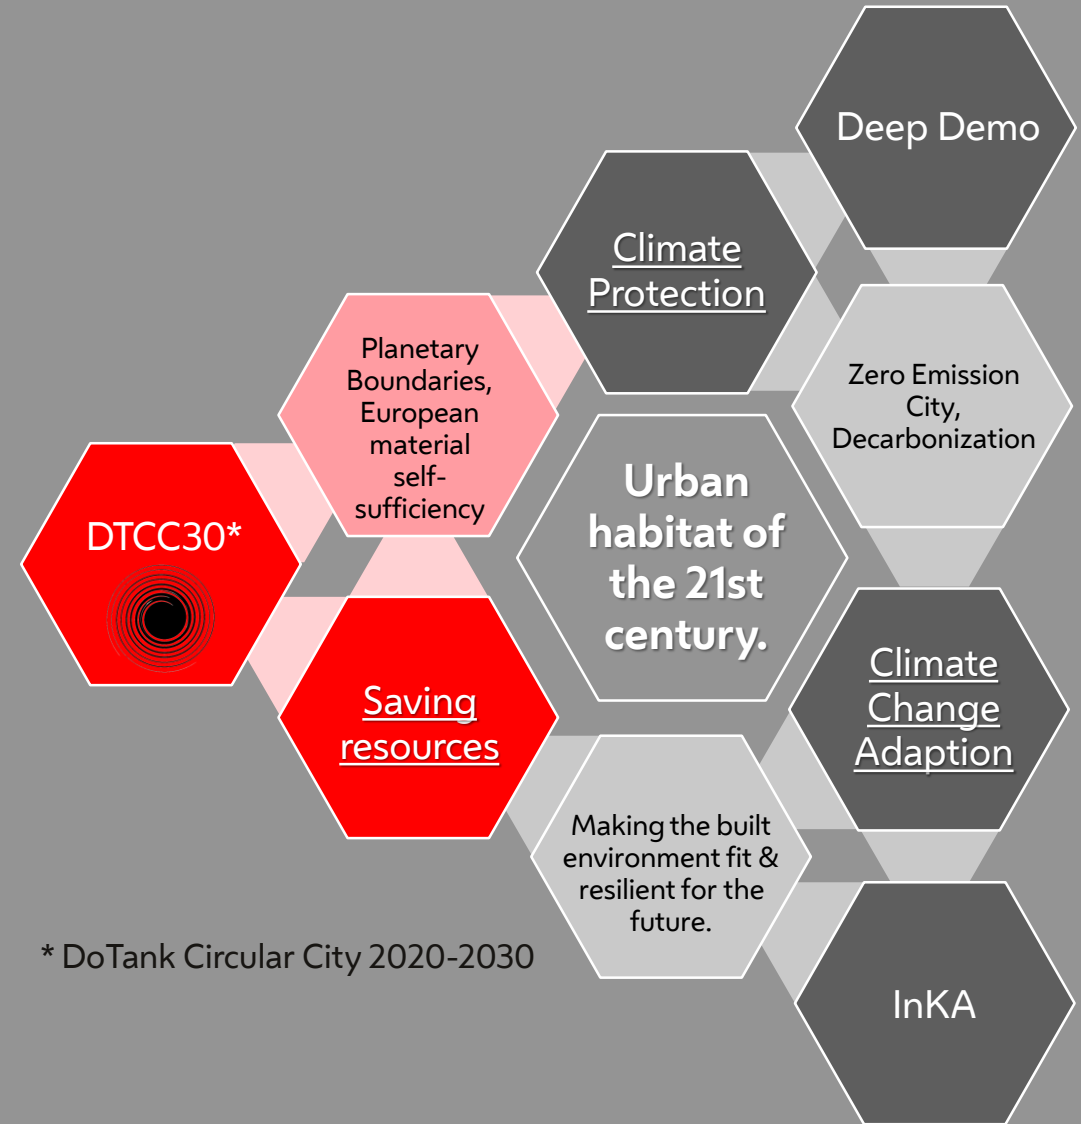 Deep Demo
Climate
Protection
Planetary
Boundaries,
European
material
self-
sufficiency
Zero Emission
City,
Decarbonization
DTCC30*
Urban
habitat of
the 21st
century.
Saving
resources
Climate
Change
Adaption
Making the built
environment fit &
resilient for the
future.
* DoTank Circular City 2020-2030
InKA